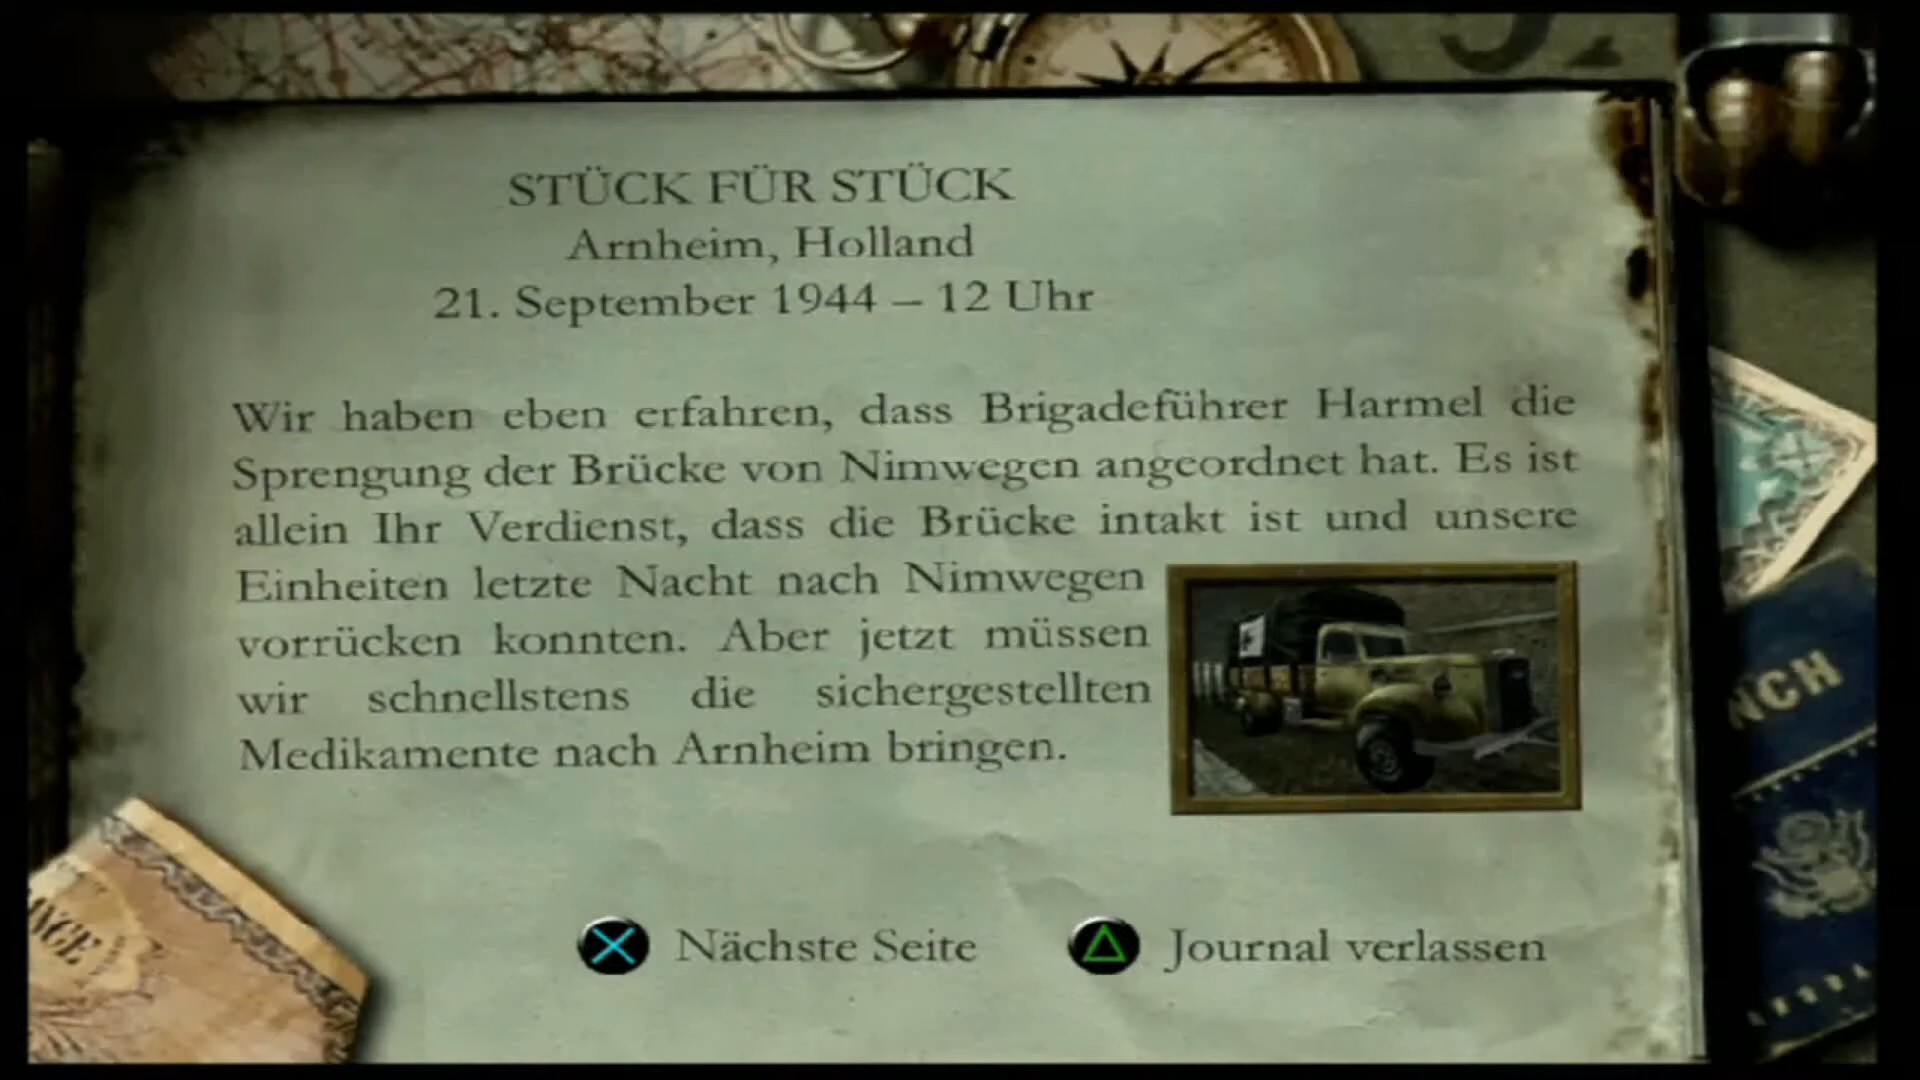 STÜCK FÜR STÜCK
Arnheim, Holland
21. September 1944 – 12 Uhr
Wir haben eben erfahren, dass Brigadeführer Harmel die
Sprengung der Brücke von Nimwegen angeordnet hat. Es ist
allein Ihr Verdienst, dass die Brücke intakt ist und unsere
Einheiten letzte Nacht nach Nimwegen
vorrücken konnten. Aber jetzt müssen
wir schnellstens die sichergestellten
Medikamente nach Arnheim bringen.
NCH
Nächste Seite
Journal verlassen